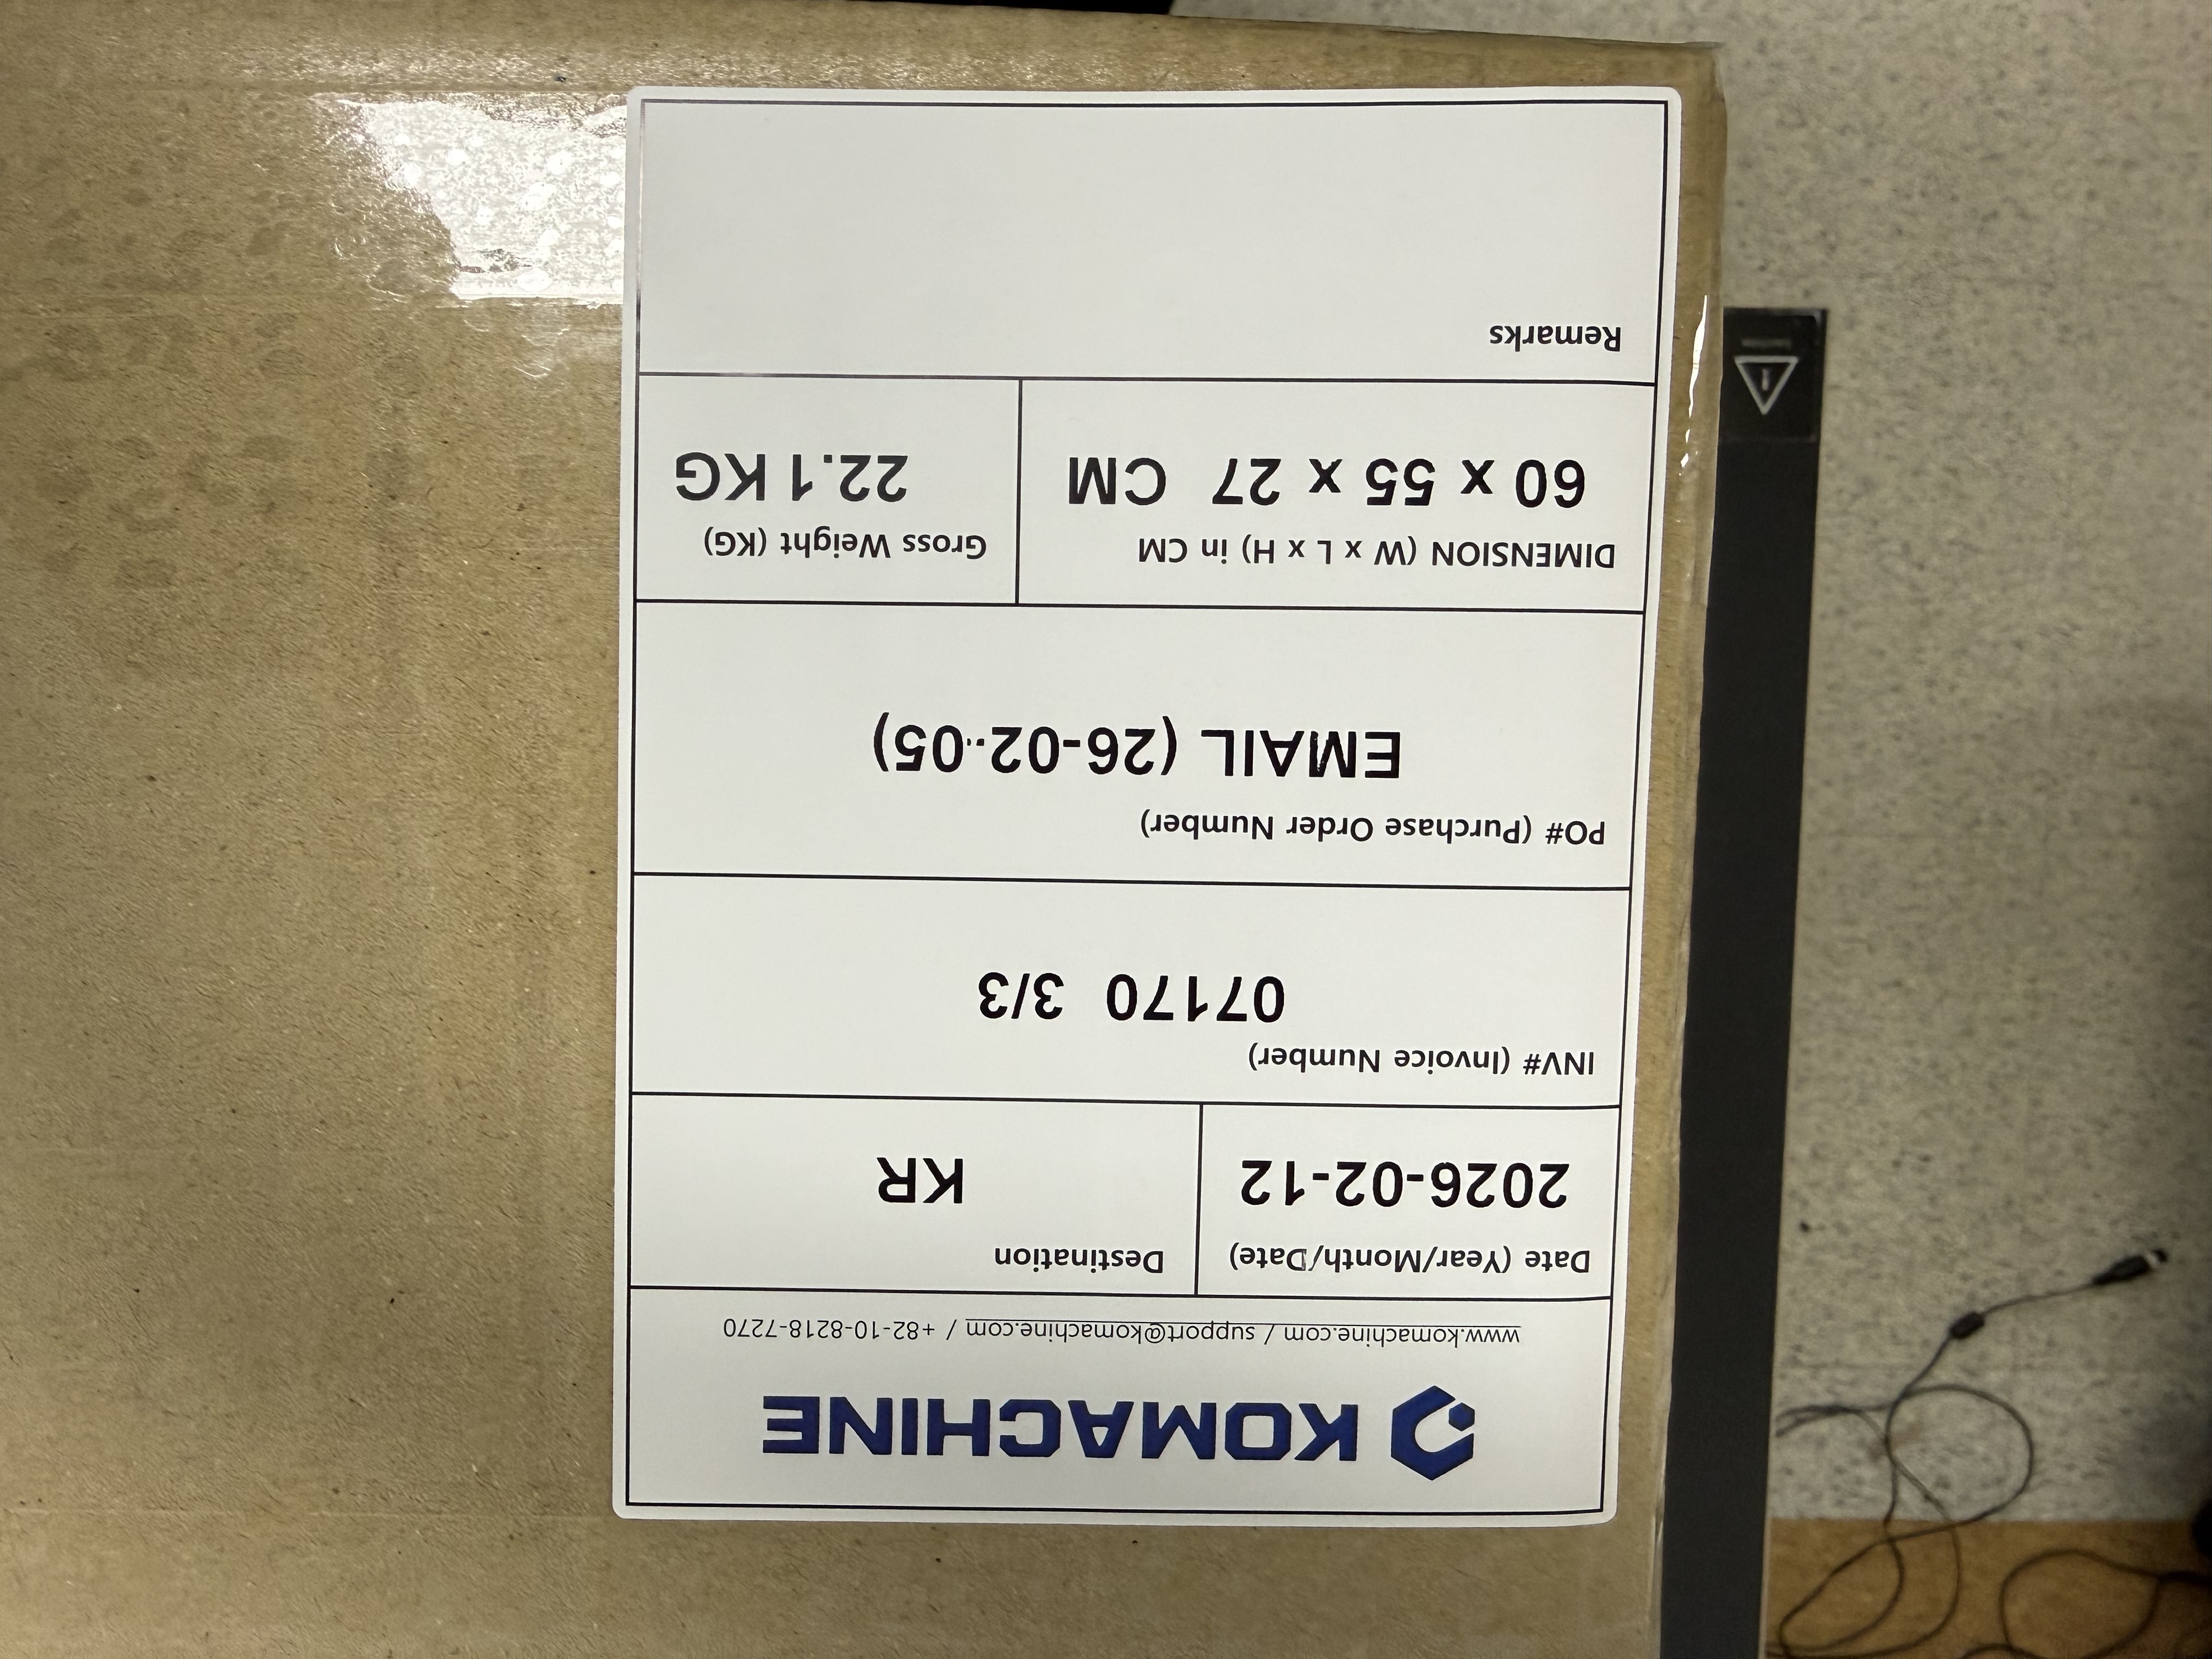 KOMACHINE
www.komachine.com / support@komachine.com / +82-10-8218-7270
Date (Year/Month/Date)
2026-02-12
Destination
KR
INV# (Invoice Number)
07170 3/3
PO# (Purchase Order Number)
EMAIL (26-02-05)
DIMENSION (W x L x H) in CM
60 x 55 x 27 CM
Gross Weight (KG)
22.1 KG
Remarks